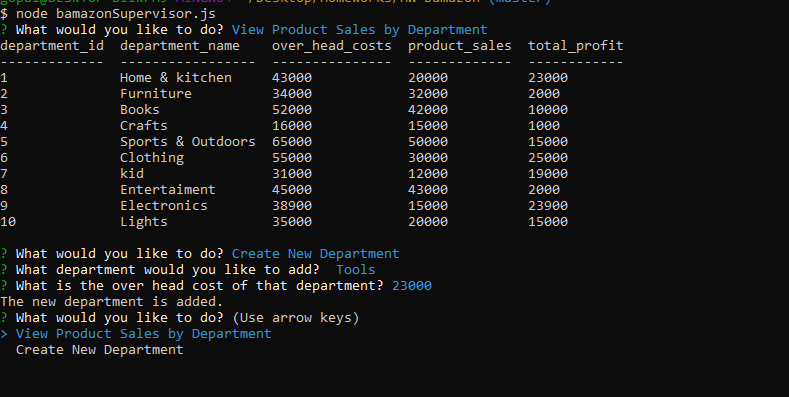 $ node bamazonSupervisor.js
? What would you like to do? View Product Sales by Department
department_id  department_name    over_head_costs  product_sales  total_profit
-------------  -----------------  ---------------  -------------  ------------
1              Home & kitchen     43000            20000          23000
2              Furniture          34000            32000          2000
3              Books              52000            42000          10000
4              Crafts             16000            15000          1000
5              Sports & Outdoors  65000            50000          15000
6              Clothing           55000            30000          25000
7              kid                31000            12000          19000
8              Entertaiment       45000            43000          2000
9              Electronics        38900            15000          23900
10             Lights             35000            20000          15000
? What would you like to do? Create New Department
? What department would you like to add?  Tools
? What is the over head cost of that department? 23000
The new department is added.
? What would you like to do? (Use arrow keys)
> View Product Sales by Department
  Create New Department